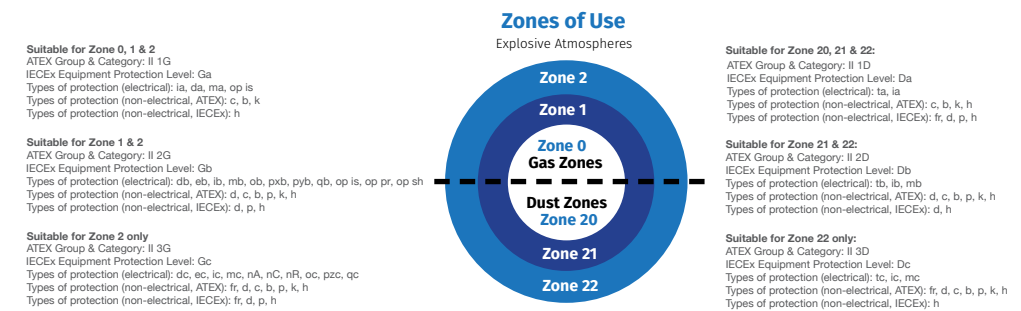 Zones of Use
Explosive Atmospheres
Suitable for Zone 0, 1 & 2
ATEX Group & Category: II 1G
IECEx Equipment Protection Level: Ga
Types of protection (electrical): ia, da, ma, op is
Types of protection (non-electrical, ATEX): c, b, k
Types of protection (non-electrical, IECEx): h
Suitable for Zone 1 & 2
ATEX Group & Category: II 2G
IECEx Equipment Protection Level: Gb
Types of protection (electrical): db, eb, ib, mb, ob, pxb, pyb, qb, op is, op pr, op sh
Types of protection (non-electrical, ATEX): d, c, b, p, k, h
Types of protection (non-electrical, IECEx): d, p, h
Suitable for Zone 2 only
ATEX Group & Category: II 3G
IECEx Equipment Protection Level: Gc
Types of protection (electrical): dc, ec, ic, mc, nA, nC, nR, oc, pzc, qc
Types of protection (non-electrical, ATEX): fr, d, c, b, p, k, h
Types of protection (non-electrical, IECEx): fr, d, p, h
Zone 2
Zone 1
Zone 0
Gas Zones
Dust Zones
Zone 20
Zone 21
Zone 22
Suitable for Zone 20, 21 & 22:
ATEX Group & Category: II 1D
IECEx Equipment Protection Level: Da
Types of protection (electrical): ta, ia
Types of protection (non-electrical, ATEX): c, b, k, h
Types of protection (non-electrical, IECEx): fr, d, p, h
Suitable for Zone 21 & 22:
ATEX Group & Category: II 2D
IECEx Equipment Protection Level: Db
Types of protection (electrical): tb, ib, mb
Types of protection (non-electrical, ATEX): d, c, b, p, k, h
Types of protection (non-electrical, IECEx): d, h
Suitable for Zone 22 only:
ATEX Group & Category: II 3D
IECEx Equipment Protection Level: Dc
Types of protection (electrical): tc, ic, mc
Types of protection (non-electrical, ATEX): fr, d, c, b, p, k, h
Types of protection (non-electrical, IECEx): h